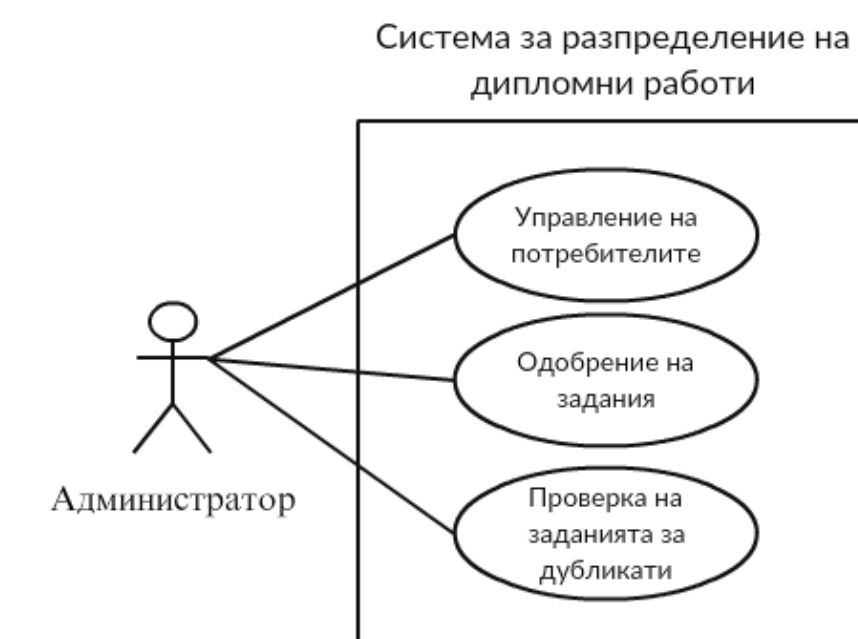 Система за разпределение на
дипломни работи
Управление на
потребителите
Одобрение на
задания
Администратор
Проверка на
заданията за
дубликати